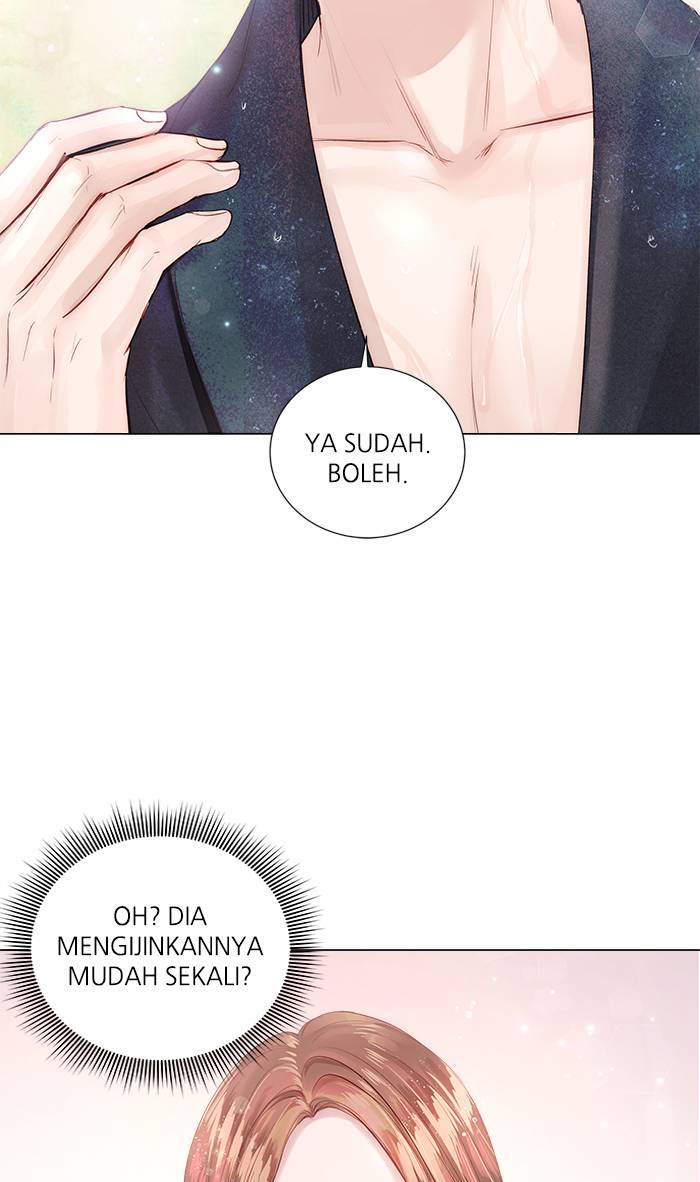 YA SUDAH.
BOLEH.
OH? DIA
MENGIJINKANNYA
MUDAH SEKALI?